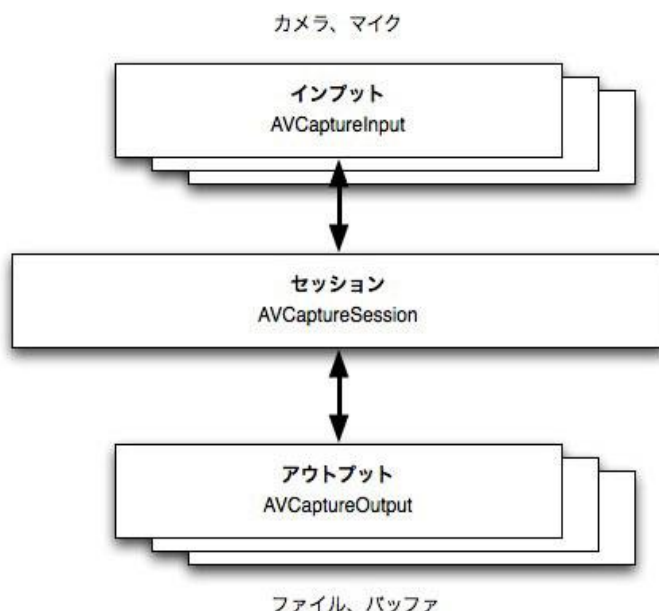 カメラ、マイク
インプット
AVCaptureInput
セッション
AVCaptureSession
アウトプット
AVCaptureOutput
ファイル、バッファ